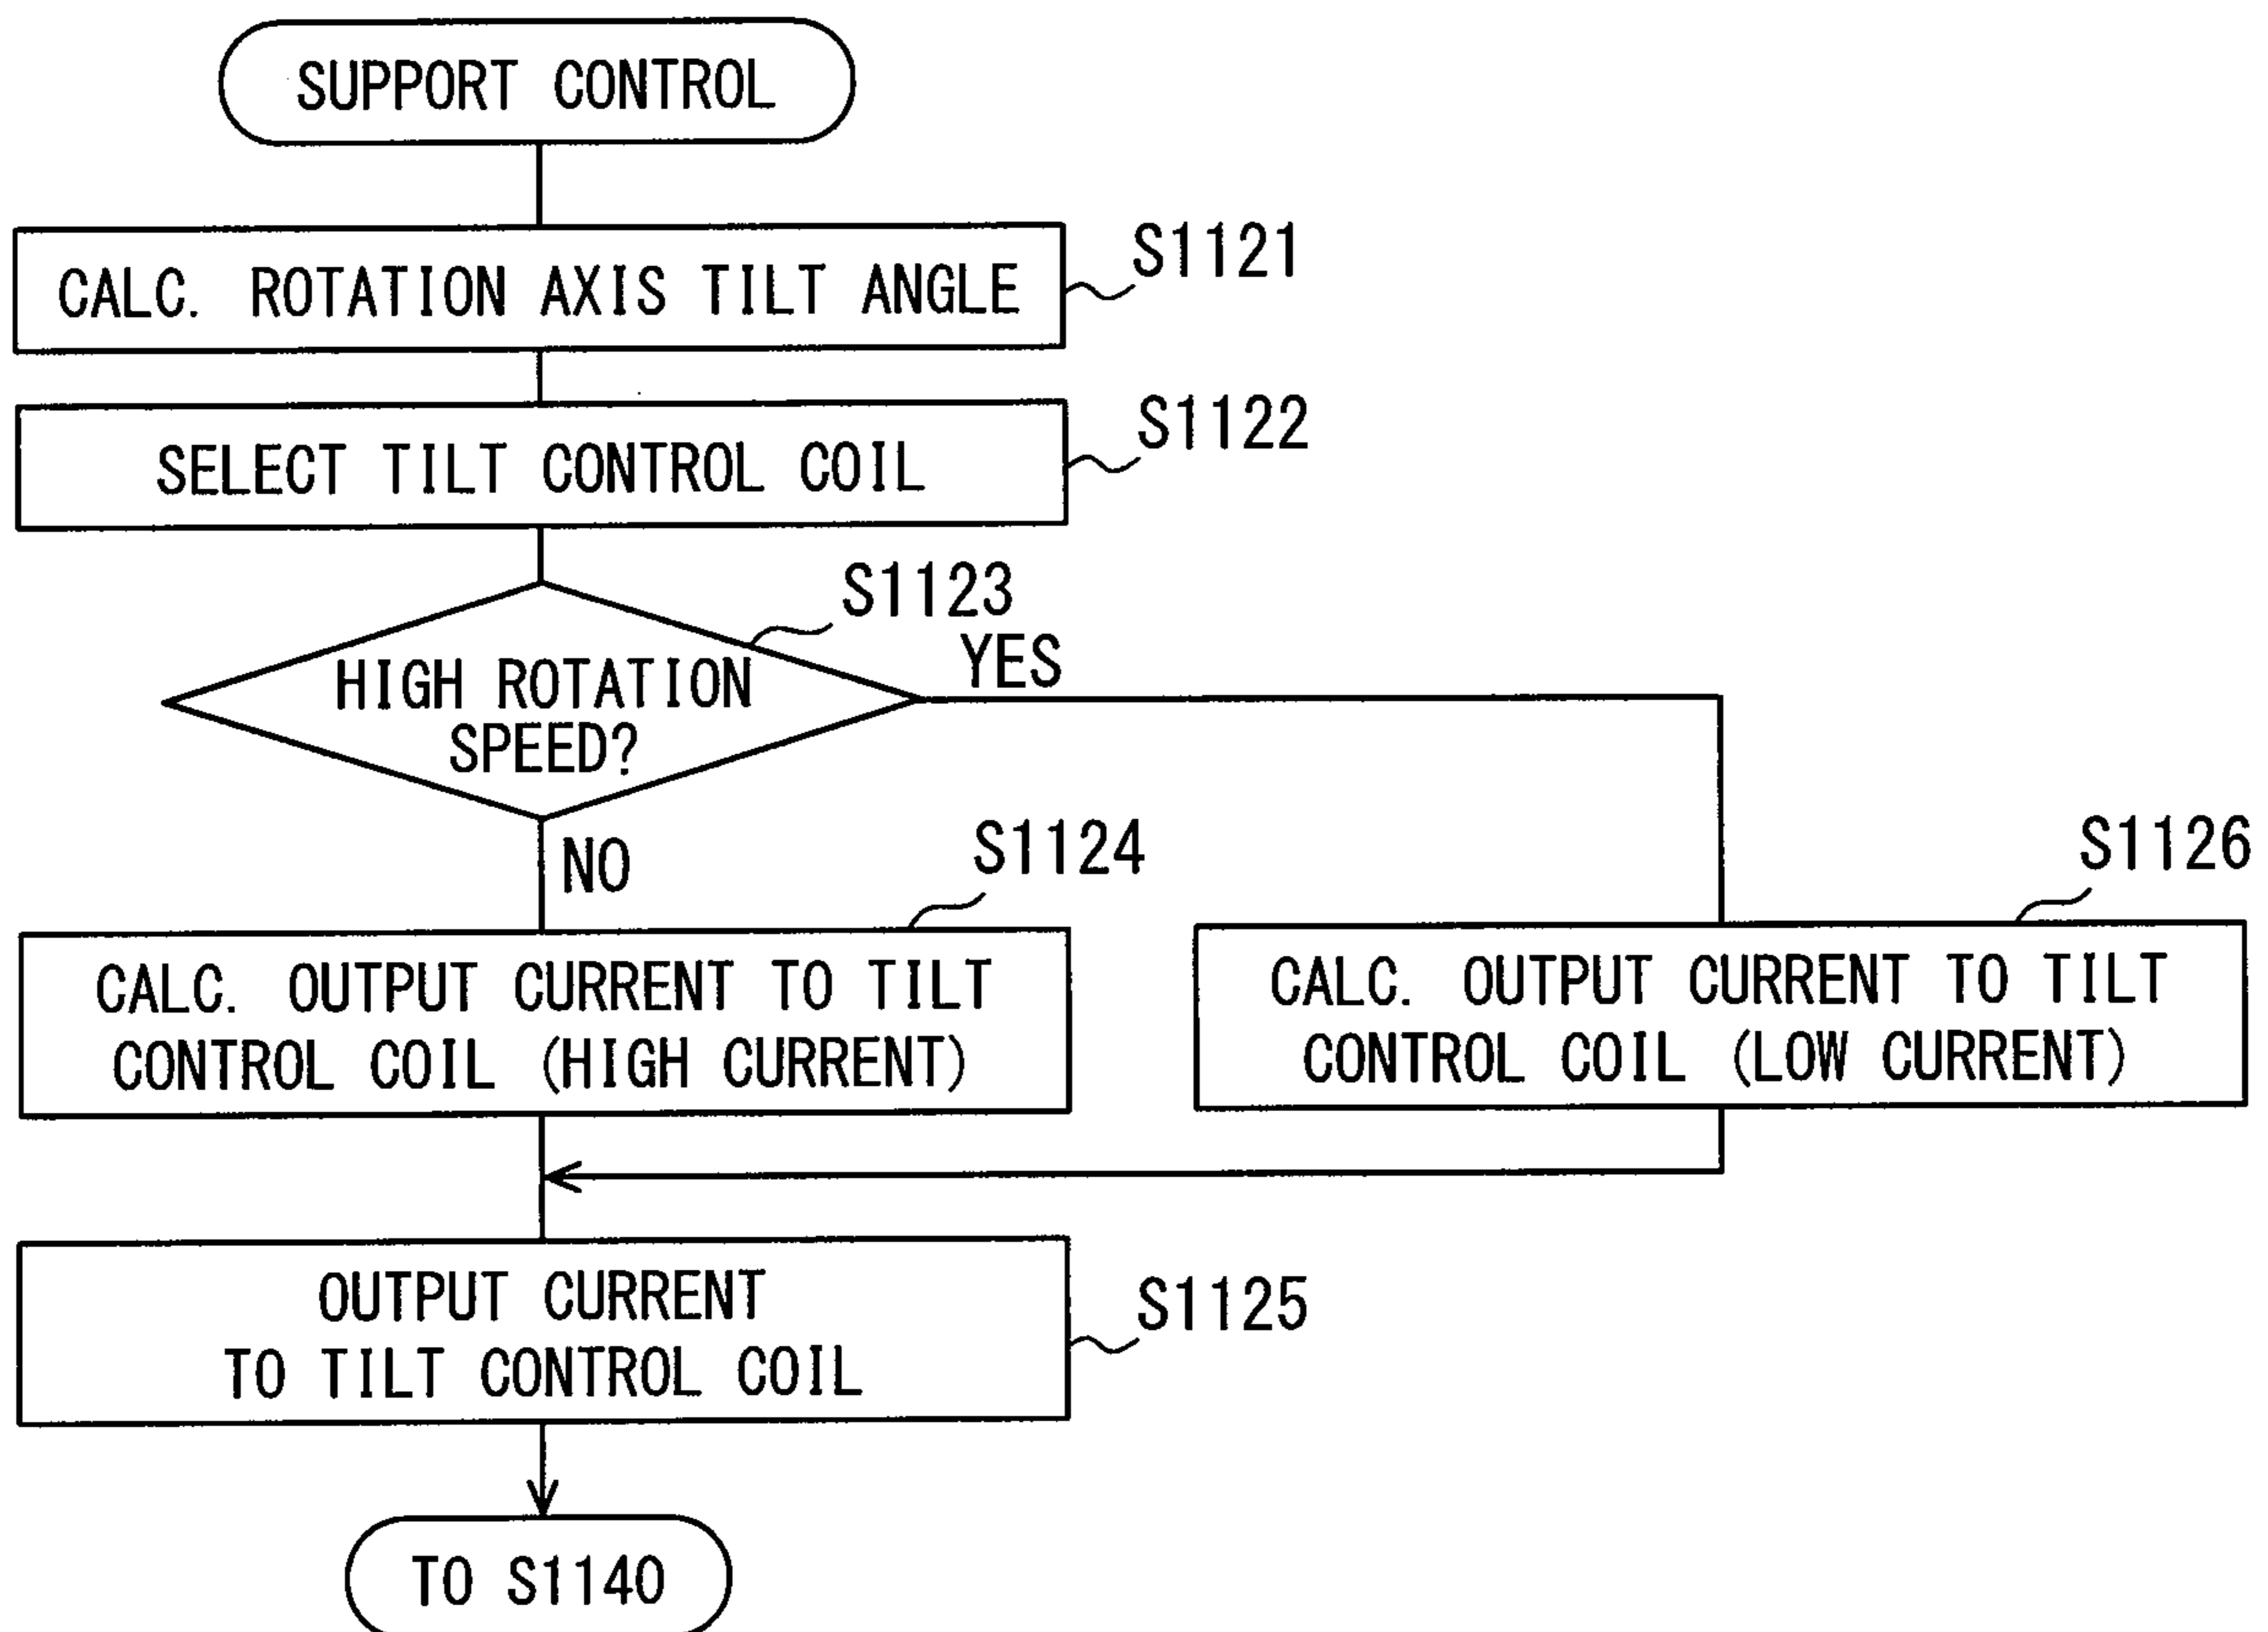 SUPPORT CONTROL
CALC. ROTATION AXIS TILT ANGLE
S1121
SELECT TILT CONTROL COIL
S1122
S1123
HIGH ROTATION
SPEED?
YES
NO
S1124
CALC. OUTPUT CURRENT TO TILT
CONTROL COIL (HIGH CURRENT)
S1126
CALC. OUTPUT CURRENT TO TILT
CONTROL COIL (LOW CURRENT)
OUTPUT CURRENT
TO TILT CONTROL COIL
S1125
TO S1140